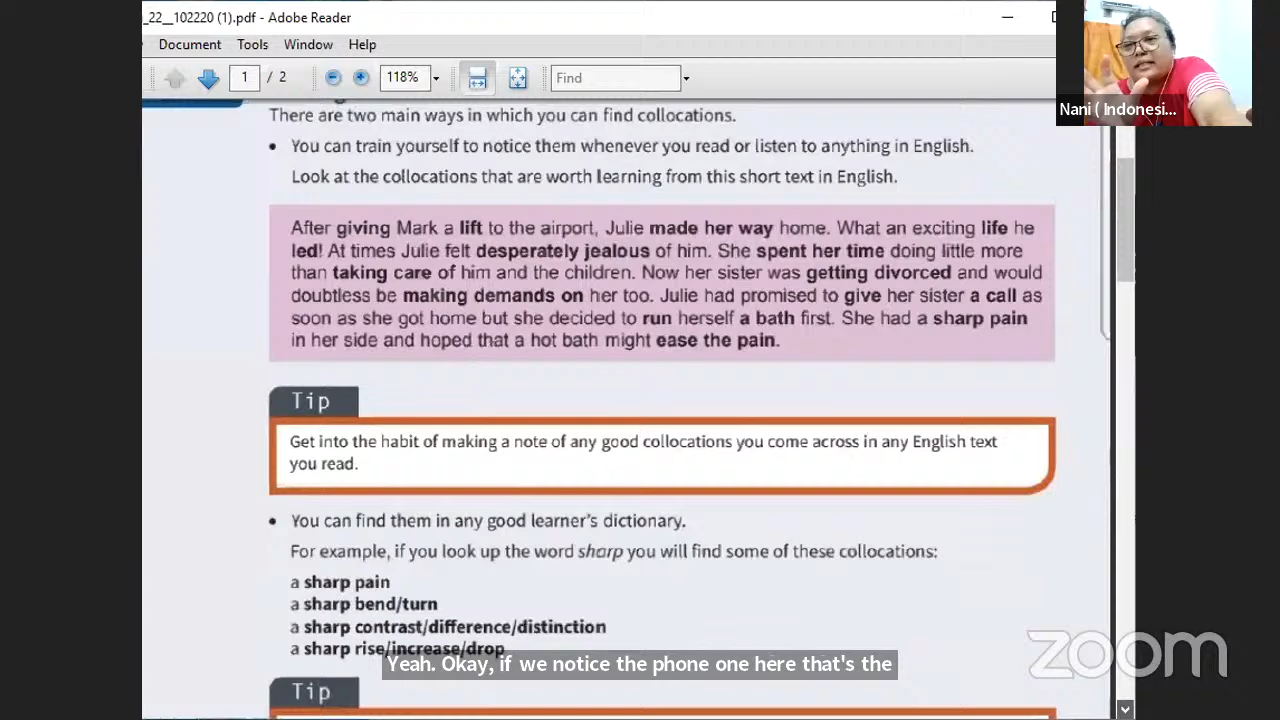 _22__102220 (1).pdf - Adobe Reader
Document Tools Window Help
1 / 2 118% Find
Nani ( Indonesi...
There are two main ways in which you can find collocations.
• You can train yourself to notice them whenever you read or listen to anything in English.
Look at the collocations that are worth learning from this short text in English.
After giving Mark a lift to the airport, Julie made her way home. What an exciting life he
led! At times Julie felt desperately jealous of him. She spent her time doing little more
than taking care of him and the children. Now her sister was getting divorced and would
doubtless be making demands on her too. Julie had promised to give her sister a call as
soon as she got home but she decided to run herself a bath first. She had a sharp pain
in her side and hoped that a hot bath might ease the pain.
Tip
Get into the habit of making a note of any good collocations you come across in any English text
you read.
• You can find them in any good learner's dictionary.
For example, if you look up the word sharp you will find some of these collocations:
a sharp pain
a sharp bend/turn
a sharp contrast/difference/distinction
a sharp rise/increase/drop
Yeah. Okay, if we notice the phone one here that's the
zoom
Tip